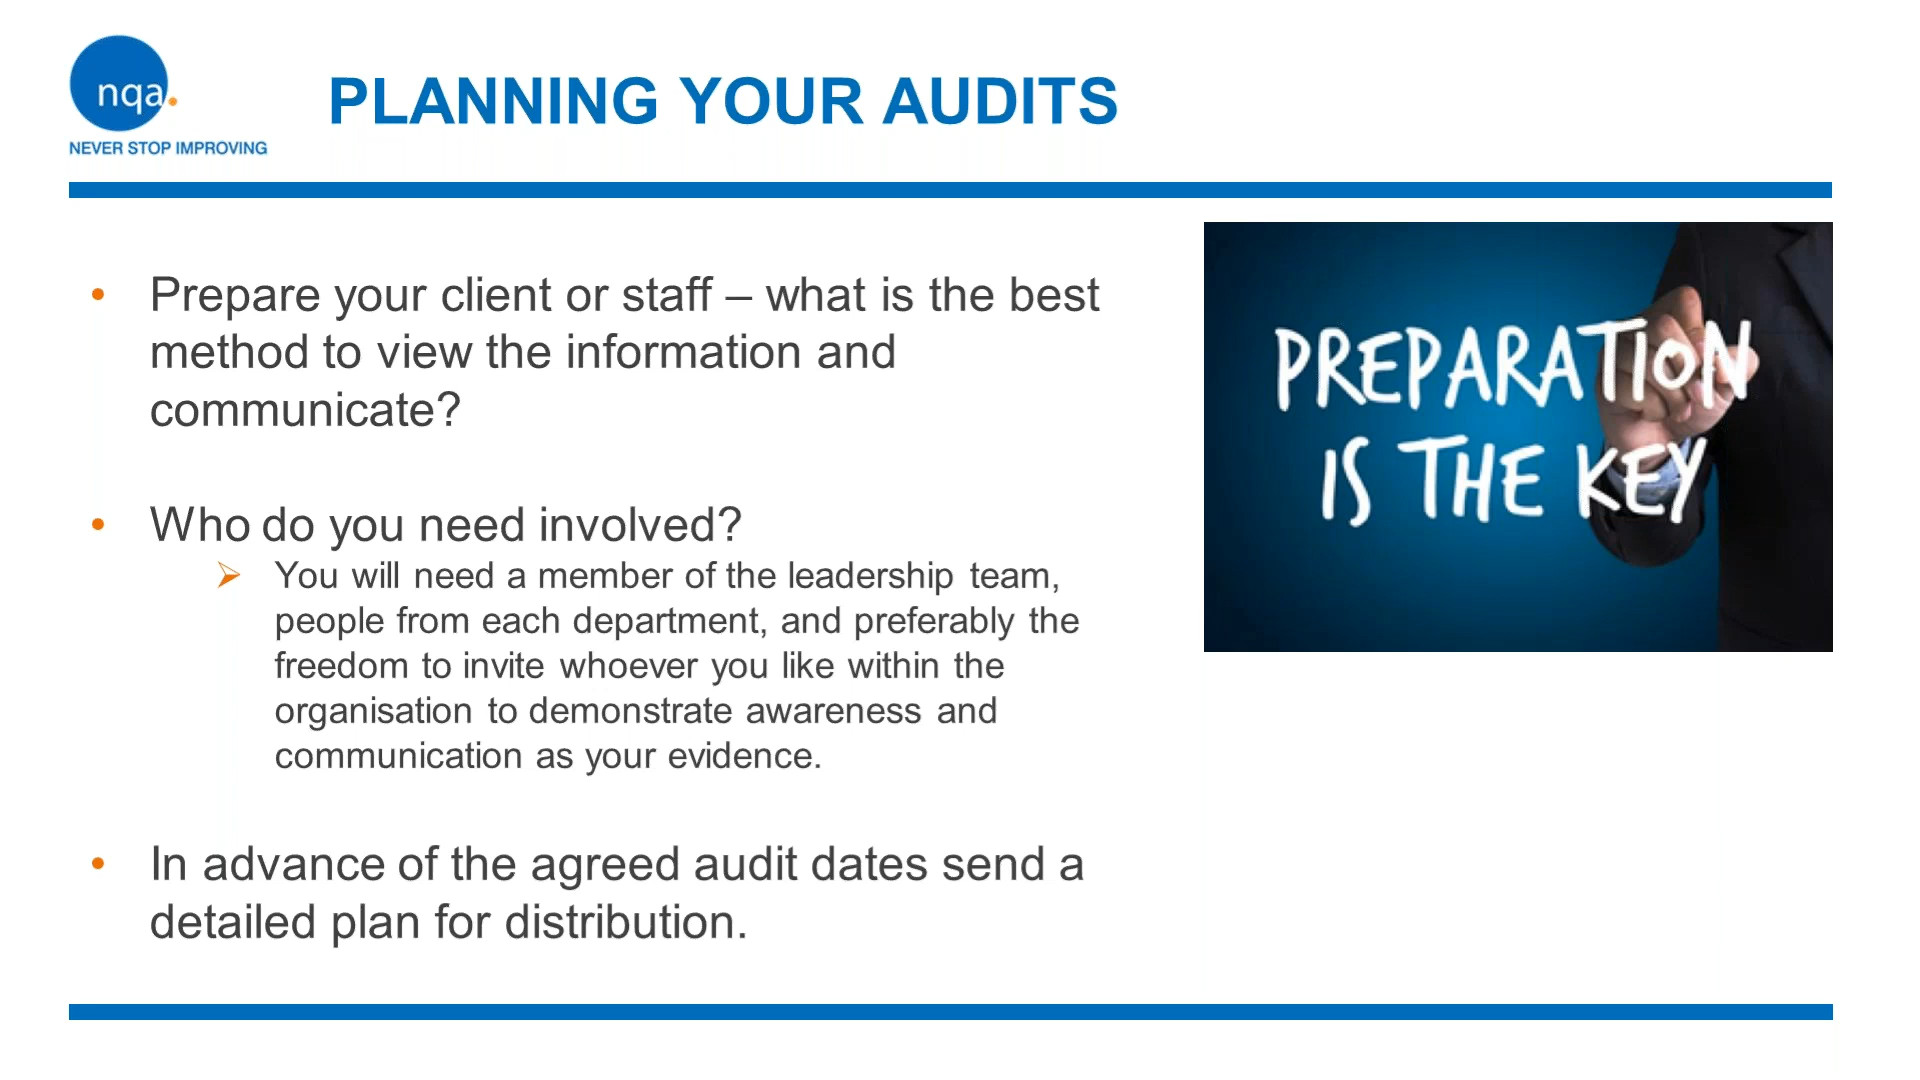 nqa.
NEVER STOP IMPROVING
PLANNING YOUR AUDITS
• Prepare your client or staff – what is the best
method to view the information and
communicate?
• Who do you need involved?
➢ You will need a member of the leadership team,
people from each department, and preferably the
freedom to invite whoever you like within the
organisation to demonstrate awareness and
communication as your evidence.
• In advance of the agreed audit dates send a
detailed plan for distribution.
PREPARATION
IS THE KEY